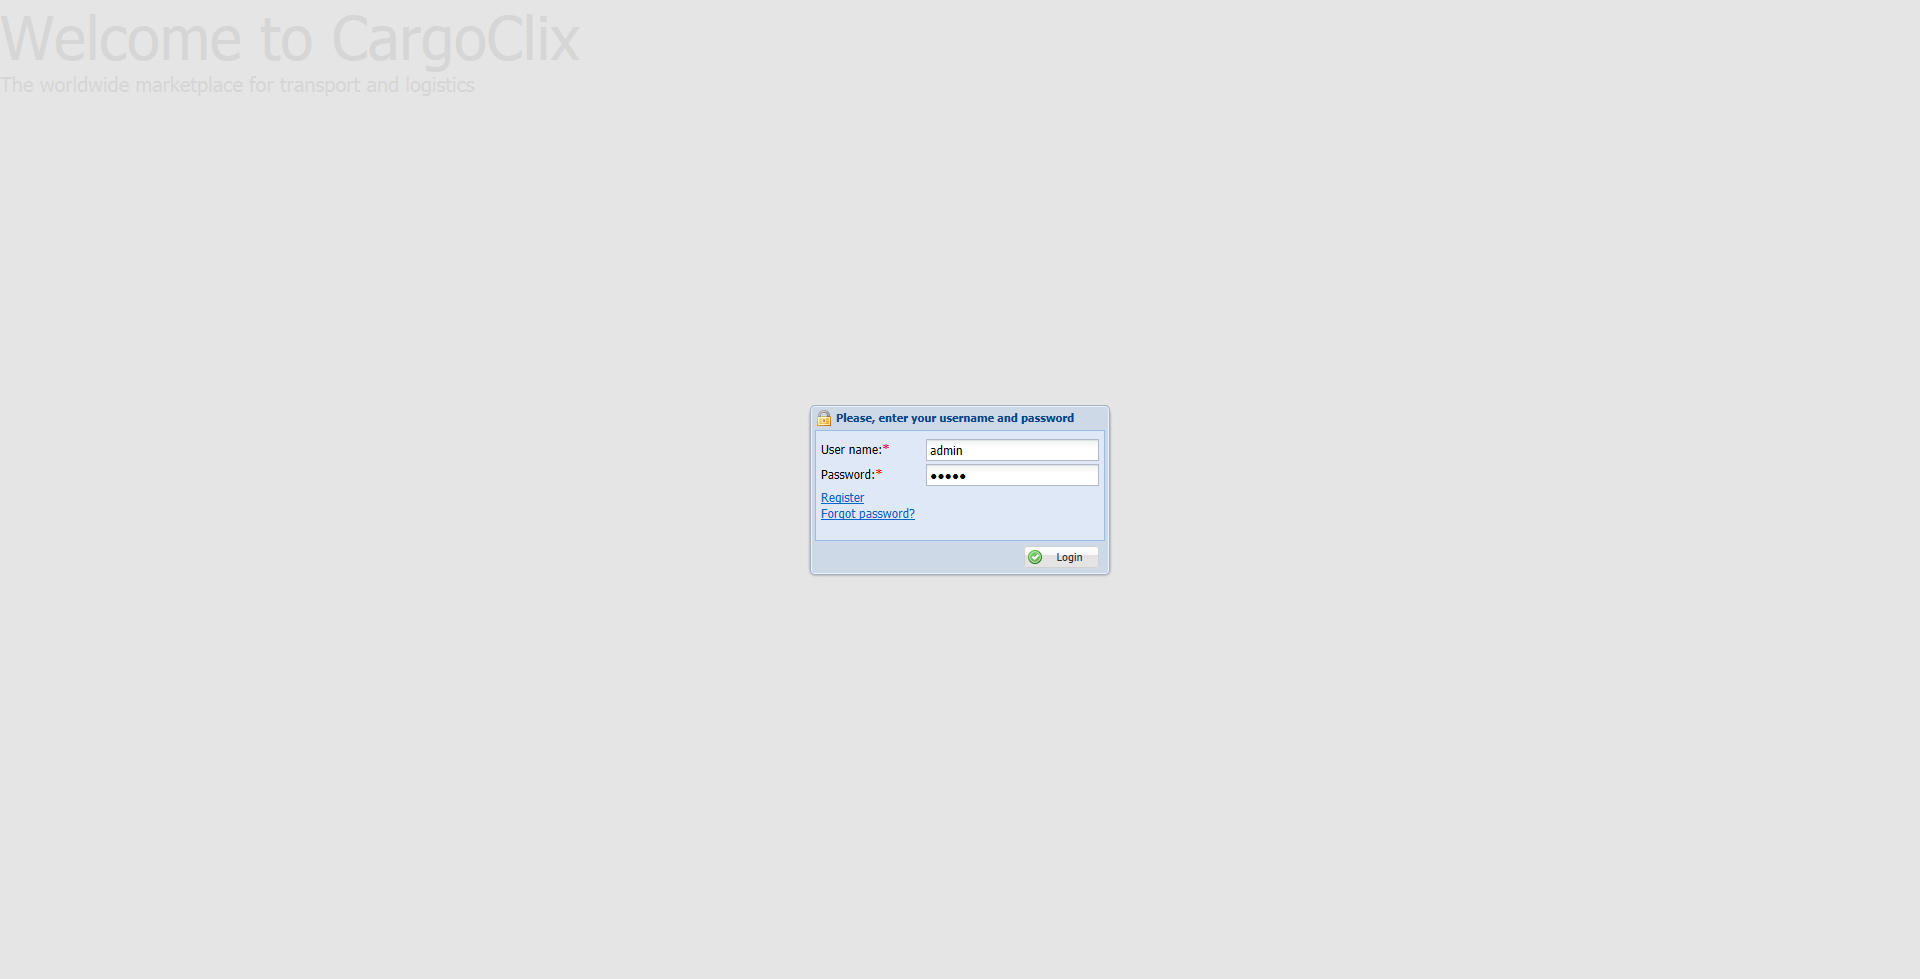 Welcome to CargoClix
The worldwide marketplace for transport and logistics
Please, enter your username and password
User name:* admin
Password:* ●●●●●
Register
Forgot password?
Login